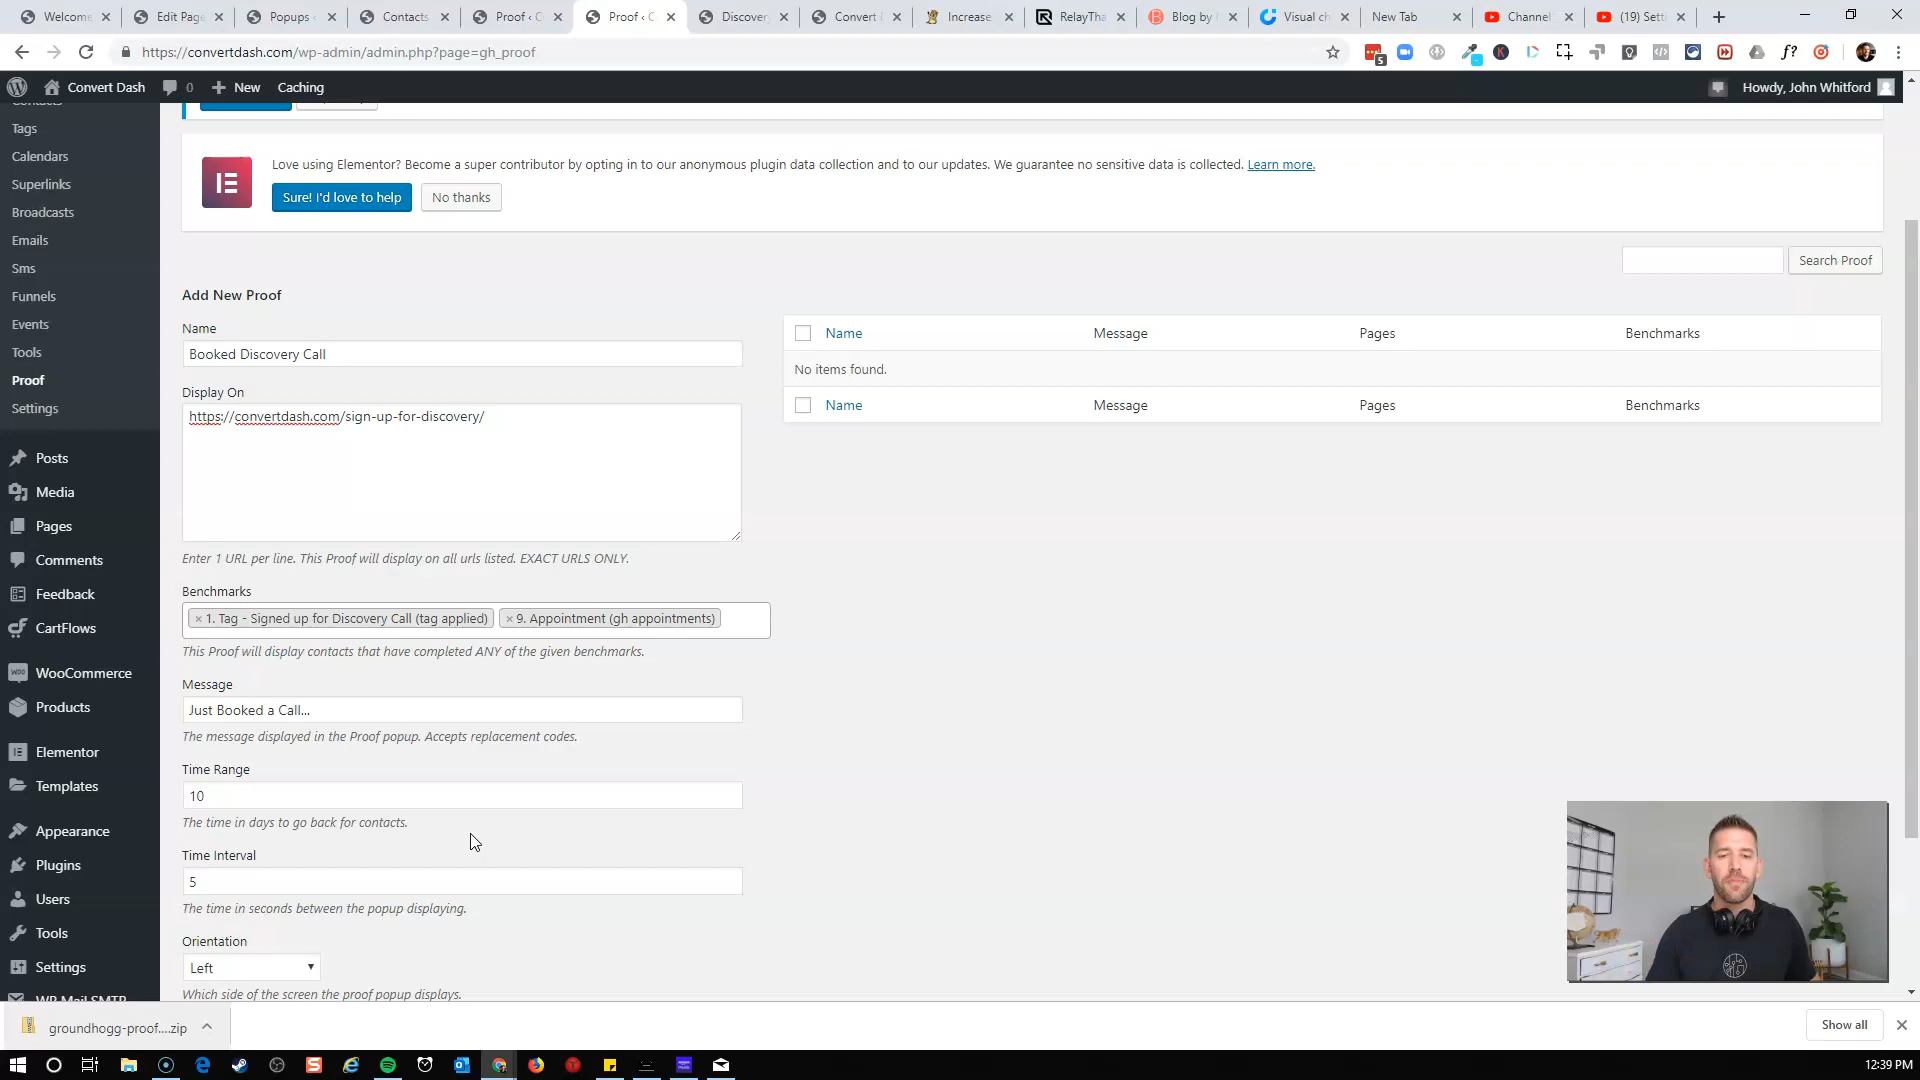 Welcome
Edit Page
Popups
Contacts
Proof ‹ G
Proof ‹ G
Discovery
Convert D
Increase
RelayTha
Blog by
Visual ch
New Tab
Channel
(19) Setti
https://convertdash.com/wp-admin/admin.php?page=gh_proof
5
f?
Convert Dash
0
New
Caching
Howdy, John Whitford
Contacts
Tags
Calendars
Superlinks
Broadcasts
Emails
Sms
Funnels
Events
Tools
Proof
Settings
Posts
Media
Pages
Comments
Feedback
CartFlows
WooCommerce
Products
Elementor
Templates
Appearance
Plugins
Users
Tools
Settings
WP Mail SMTP
Love using Elementor? Become a super contributor by opting in to our anonymous plugin data collection and to our updates. We guarantee no sensitive data is collected. Learn more.
Sure! I'd love to help
No thanks
Search Proof
Add New Proof
Name
Booked Discovery Call
Display On
https://convertdash.com/sign-up-for-discovery/
Enter 1 URL per line. This Proof will display on all urls listed. EXACT URLS ONLY.
Benchmarks
× 1. Tag - Signed up for Discovery Call (tag applied) × 9. Appointment (gh appointments)
This Proof will display contacts that have completed ANY of the given benchmarks.
Message
Just Booked a Call...
The message displayed in the Proof popup. Accepts replacement codes.
Time Range
10
The time in days to go back for contacts.
Time Interval
5
The time in seconds between the popup displaying.
Orientation
Left
Which side of the screen the proof popup displays.
Name Message Pages Benchmarks
No items found.
Name Message Pages Benchmarks
groundhogg-proof....zip
Show all
12:39 PM